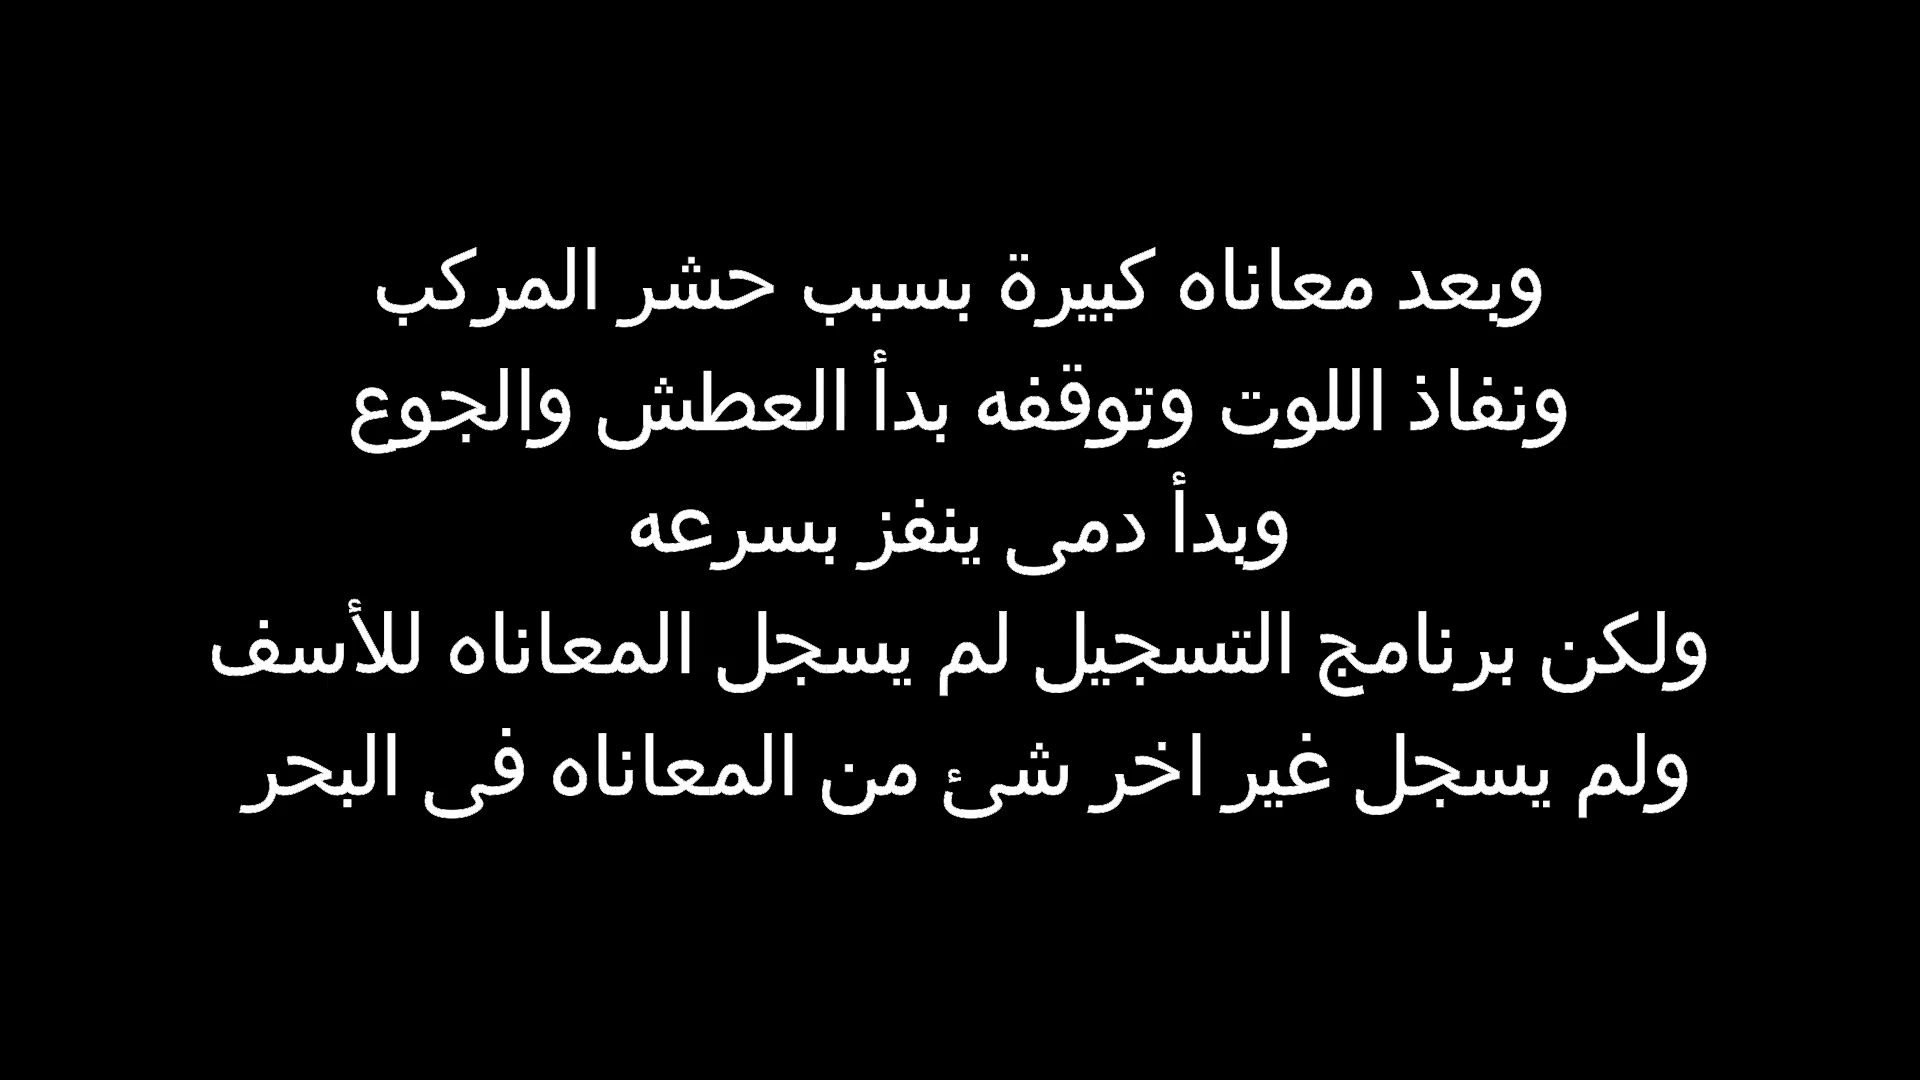 وبعد معاناه كبيرة بسبب حشر المركب
ونفاذ اللوت وتوقفه بدأ العطش والجوع
وبدأ دمى ينفز بسرعه
ولكن برنامج التسجيل لم يسجل المعاناه للأسف
ولم يسجل غير اخر شئ من المعاناه فى البحر